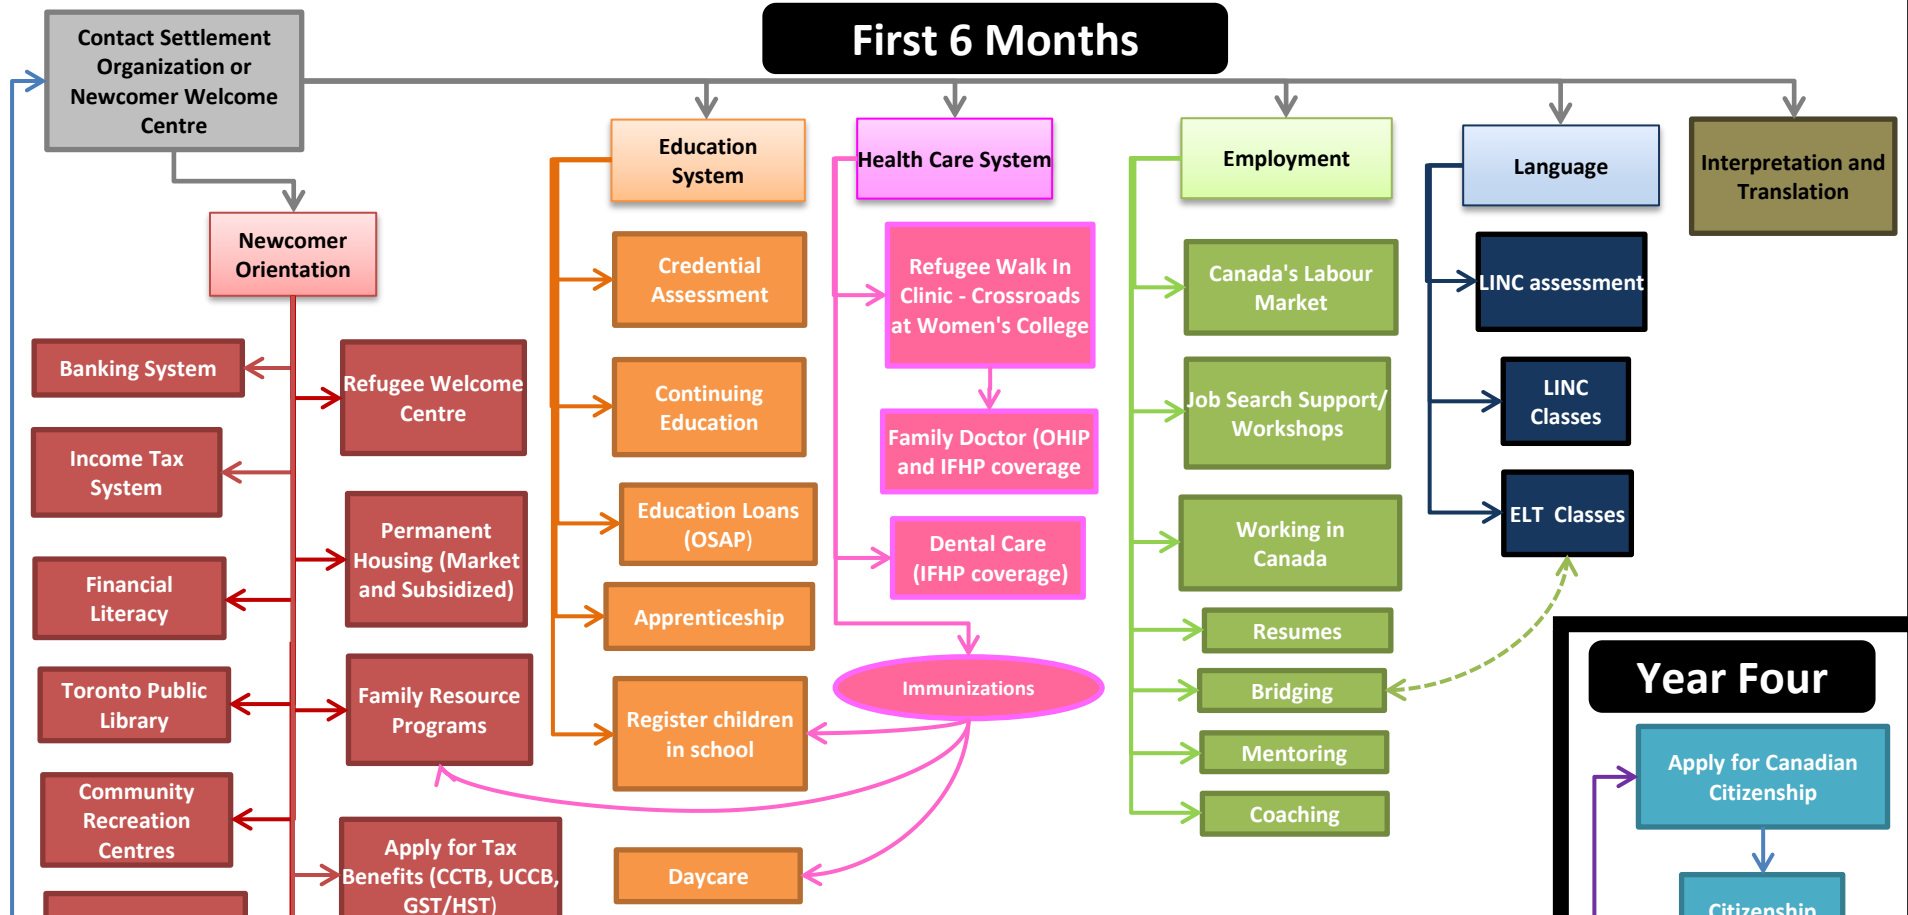 First 6 Months
Contact Settlement
Organization or
Newcomer Welcome
Centre
Newcomer
Orientation
Banking System
Income Tax
System
Financial
Literacy
Toronto Public
Library
Community
Recreation
Centres
Refugee Welcome
Centre
Permanent
Housing (Market
and Subsidized)
Family Resource
Programs
Apply for Tax
Benefits (CCTB, UCCB,
GST/HST)
Education
System
Credential
Assessment
Continuing
Education
Education Loans
(OSAP)
Apprenticeship
Register children
in school
Daycare
Health Care System
Refugee Walk In
Clinic - Crossroads
at Women's College
Family Doctor (OHIP
and IFHP coverage
Dental Care
(IFHP coverage)
Immunizations
Employment
Canada's Labour
Market
Job Search Support/
Workshops
Working in
Canada
Resumes
Bridging
Mentoring
Coaching
Language
LINC assessment
LINC
Classes
ELT Classes
Interpretation and
Translation
Year Four
Apply for Canadian
Citizenship
Citizenship